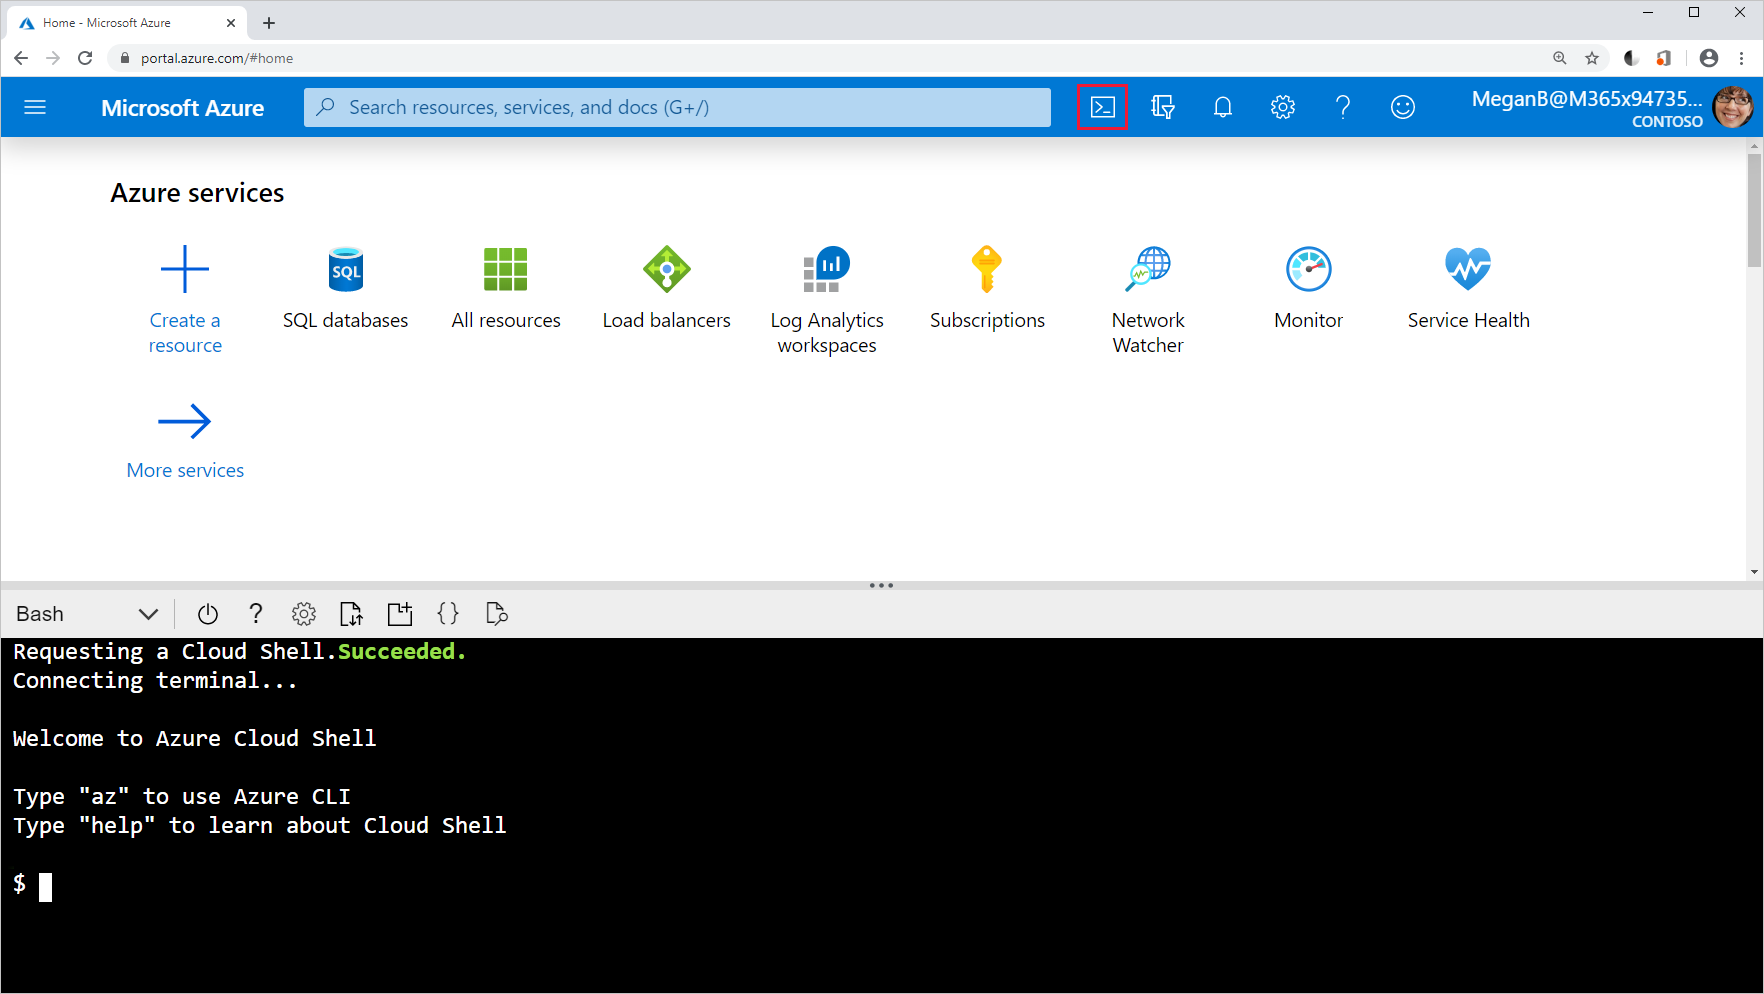 Home - Microsoft Azure
portal.azure.com/#home
Microsoft Azure
Search resources, services, and docs (G+/)
MeganB@M365x94735...
CONTOSO
Azure services
Create a
resource
SQL
SQL databases
All resources
Load balancers
Log Analytics
workspaces
Subscriptions
Network
Watcher
Monitor
Service Health
More services
Bash
Requesting a Cloud Shell.Succeeded.
Connecting terminal...
Welcome to Azure Cloud Shell
Type "az" to use Azure CLI
Type "help" to learn about Cloud Shell
$